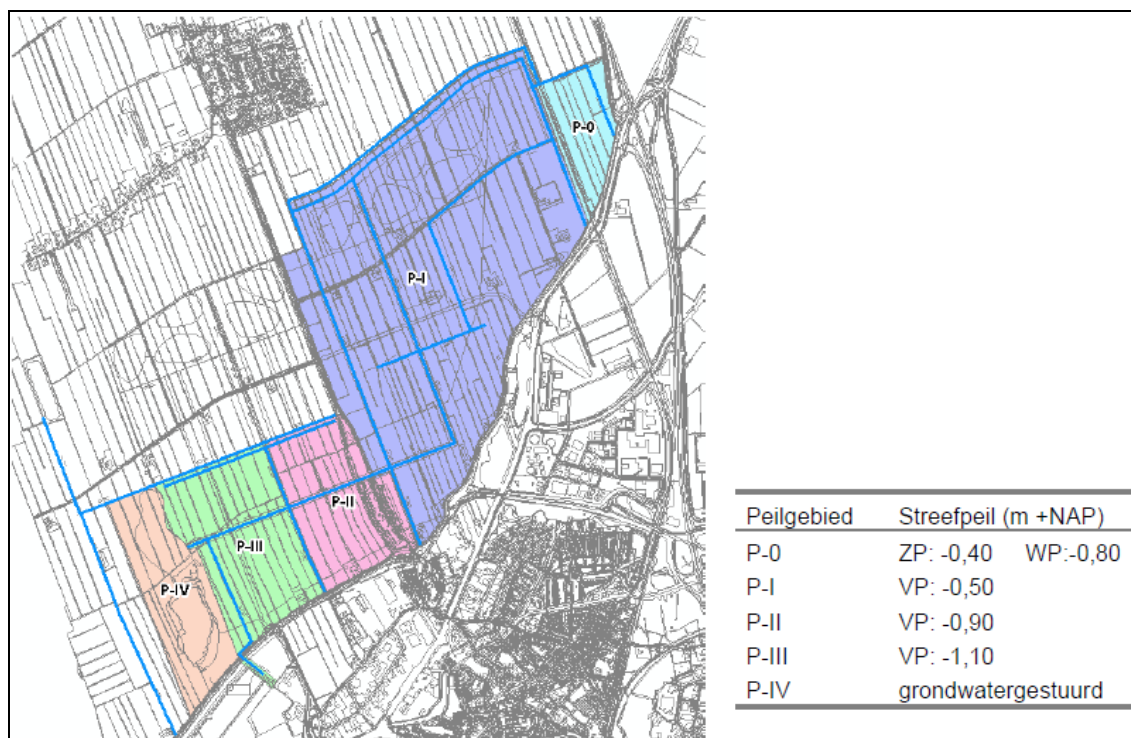 P-0
P-I
P-II
P-III
P-IV
Peilgebied Streefpeil (m +NAP)
P-0 ZP: -0,40 WP:-0,80
P-I VP: -0,50
P-II VP: -0,90
P-III VP: -1,10
P-IV grondwatergestuurd